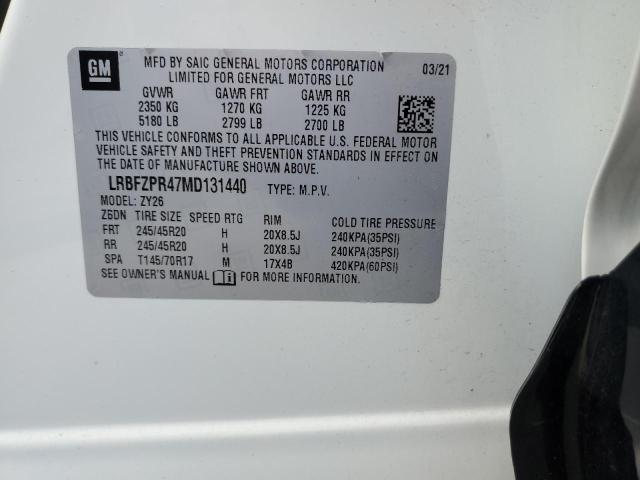 GM
MFD BY SAIC GENERAL MOTORS CORPORATION 03/21
LIMITED FOR GENERAL MOTORS LLC
GVWR GAWR FRT GAWR RR
2350 KG 1270 KG 1225 KG
5180 LB 2799 LB 2700 LB
THIS VEHICLE CONFORMS TO ALL APPLICABLE U.S. FEDERAL MOTOR
VEHICLE SAFETY AND THEFT PREVENTION STANDARDS IN EFFECT ON THE
DATE OF MANUFACTURE SHOWN ABOVE.
LRBFZPR47MD131440 TYPE: M.P.V.
MODEL: ZY26
Z6DN TIRE SIZE SPEED RTG COLD TIRE PRESSURE
FRT 245/45R20 H 20X8.5J 240KPA(35PSI)
RR 245/45R20 H 20X8.5J 240KPA(35PSI)
SPA T145/70R17 M 17X4B 420KPA(60PSI)
SEE OWNER'S MANUAL FOR ADDITIONAL INFORMATION.